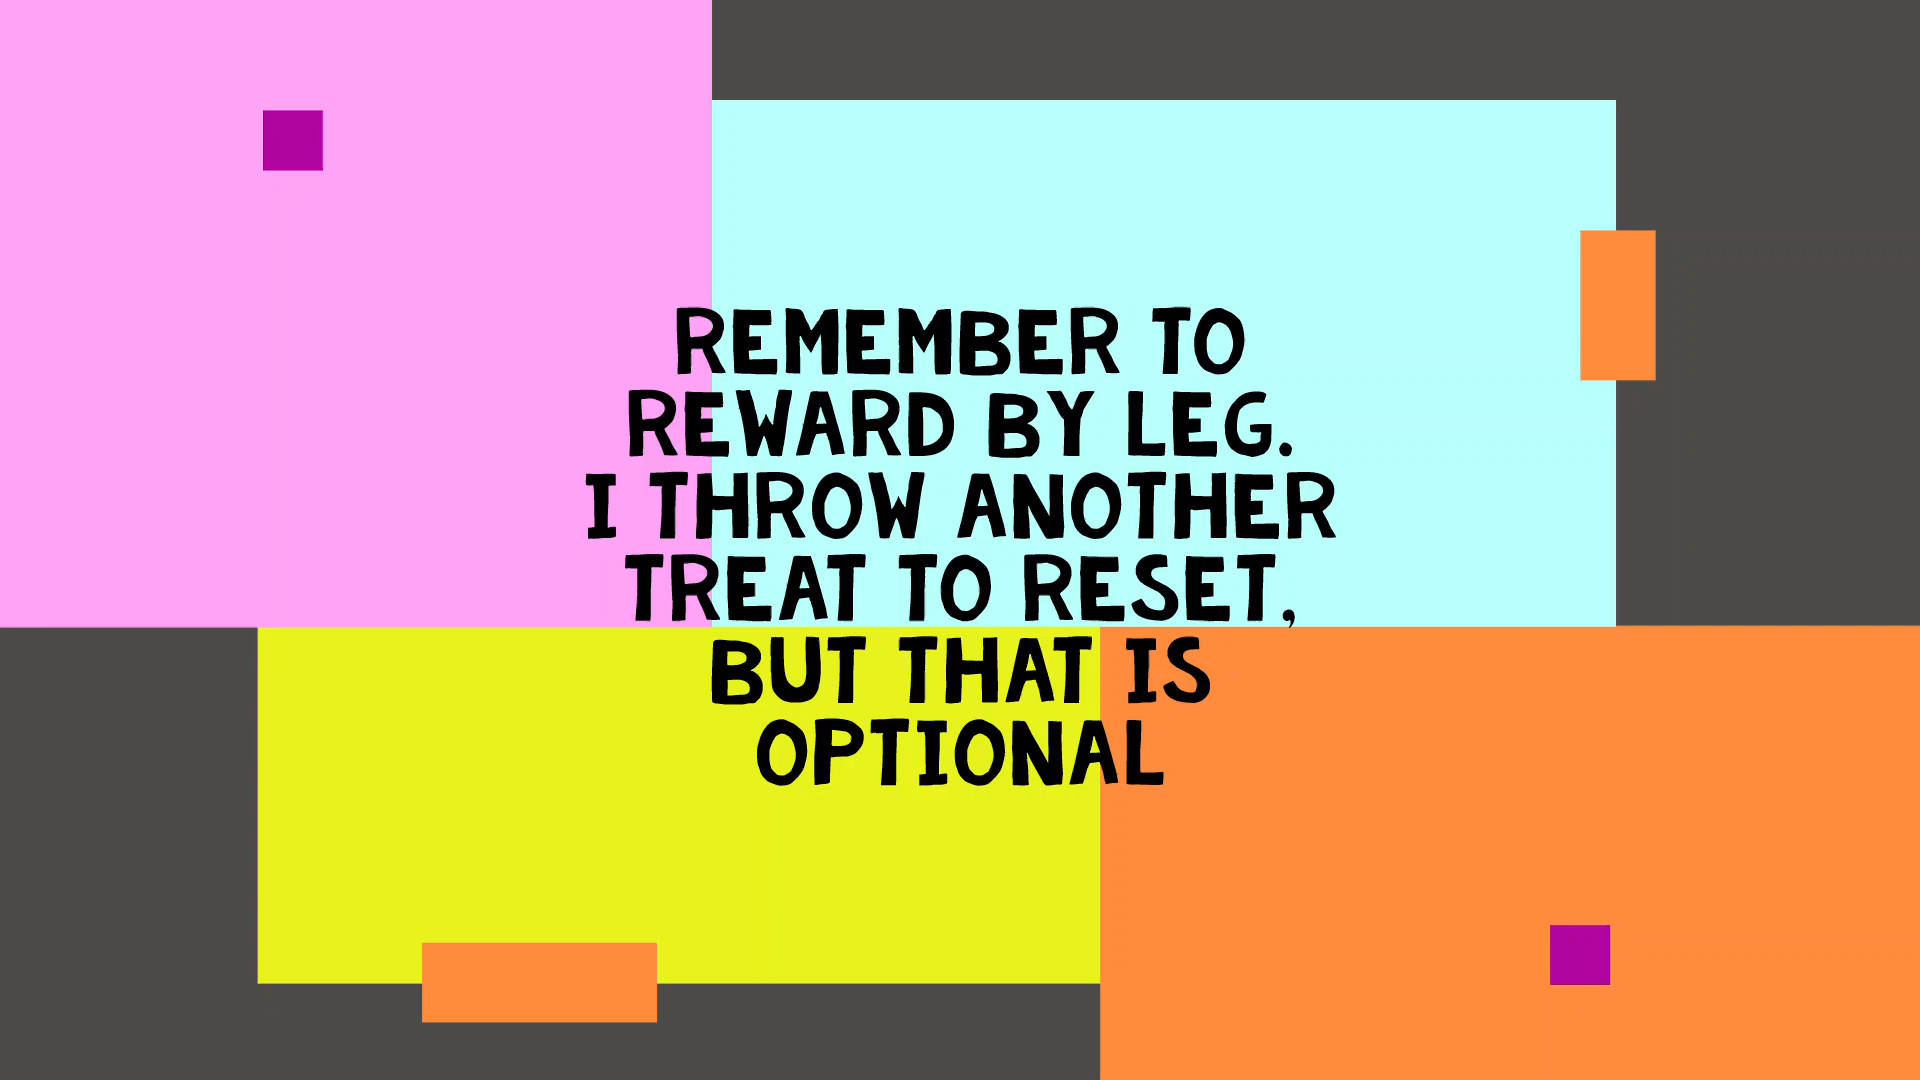 REMEMBER TO
REWARD BY LEG.
I THROW ANOTHER
TREAT TO RESET,
BUT THAT IS
OPTIONAL